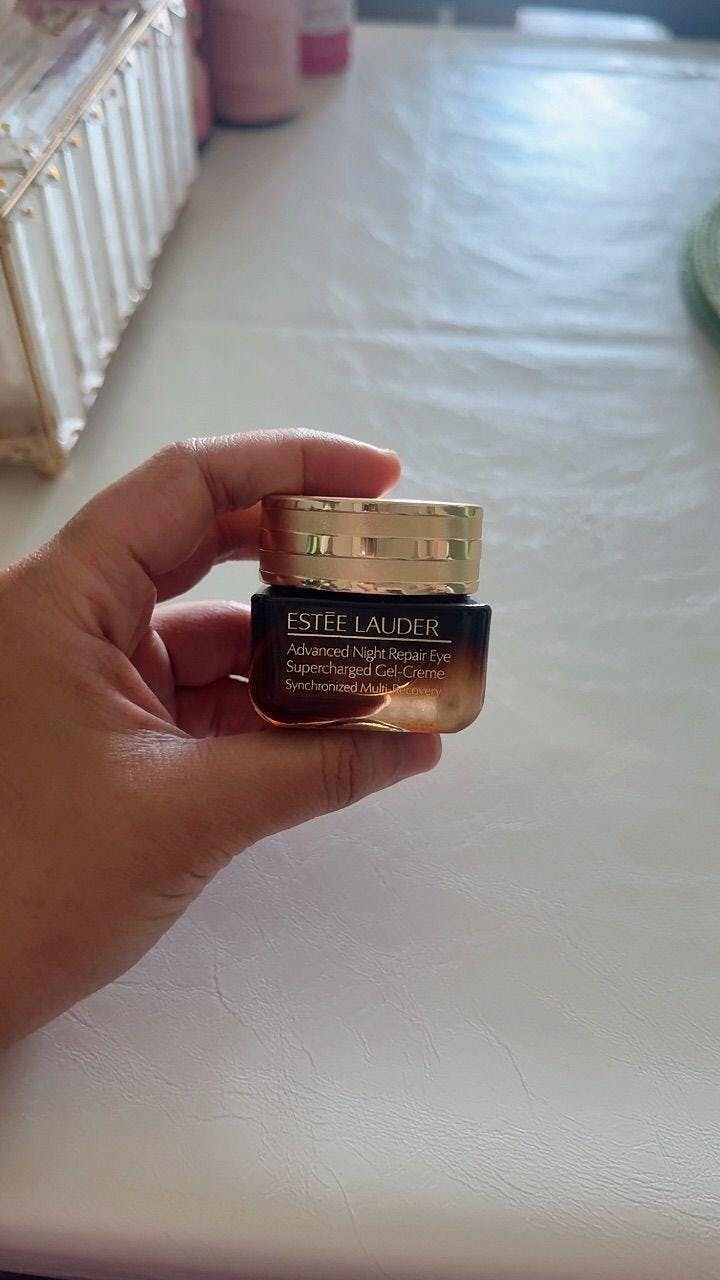 ESTĒE LAUDER
Advanced Night Repair Eye
Supercharged Gel-Creme
Synchronized Multi-Recovery